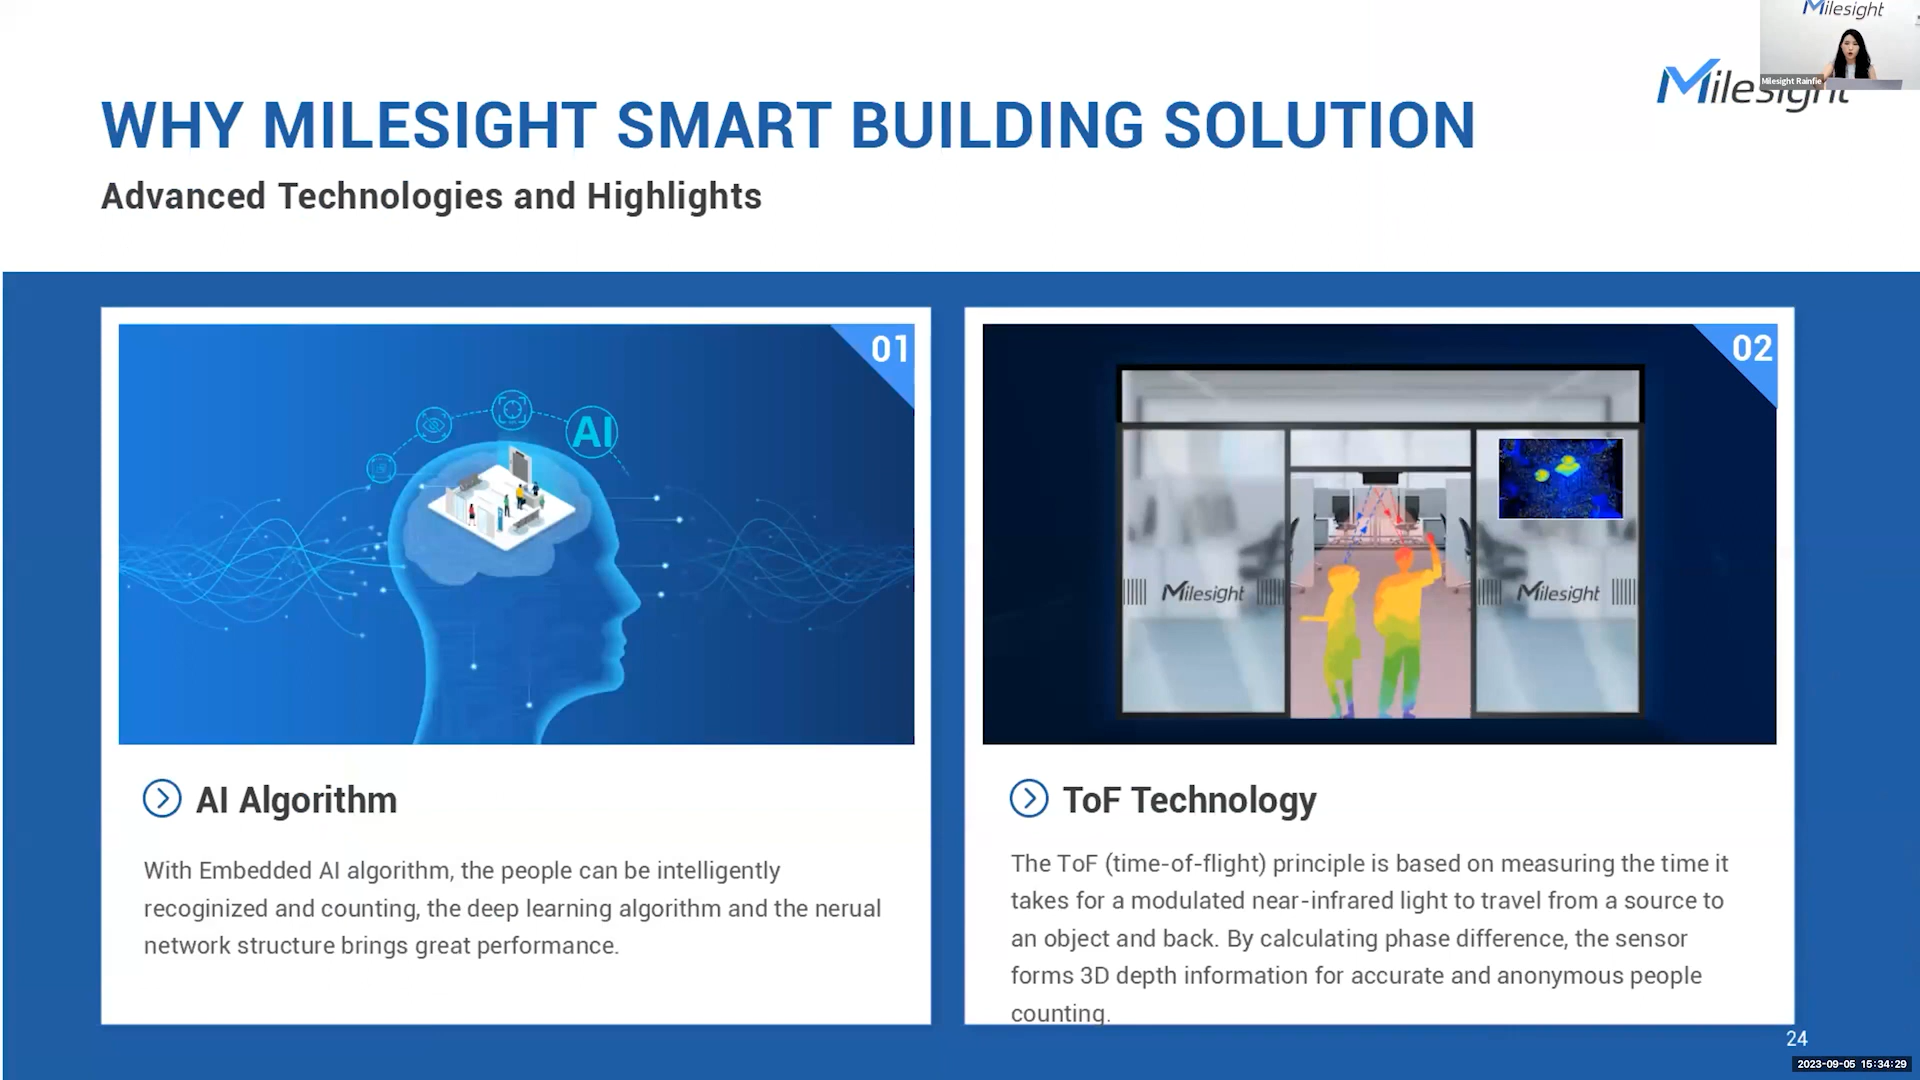 Milesight
Milesight Rainfie
Milesight
WHY MILESIGHT SMART BUILDING SOLUTION
Advanced Technologies and Highlights
01
AI
02
Milesight
Milesight
AI Algorithm
With Embedded AI algorithm, the people can be intelligently
recoginized and counting, the deep learning algorithm and the nerual
network structure brings great performance.
ToF Technology
The ToF (time-of-flight) principle is based on measuring the time it
takes for a modulated near-infrared light to travel from a source to
an object and back. By calculating phase difference, the sensor
forms 3D depth information for accurate and anonymous people
counting.
24
2023-09-05 15:34:29